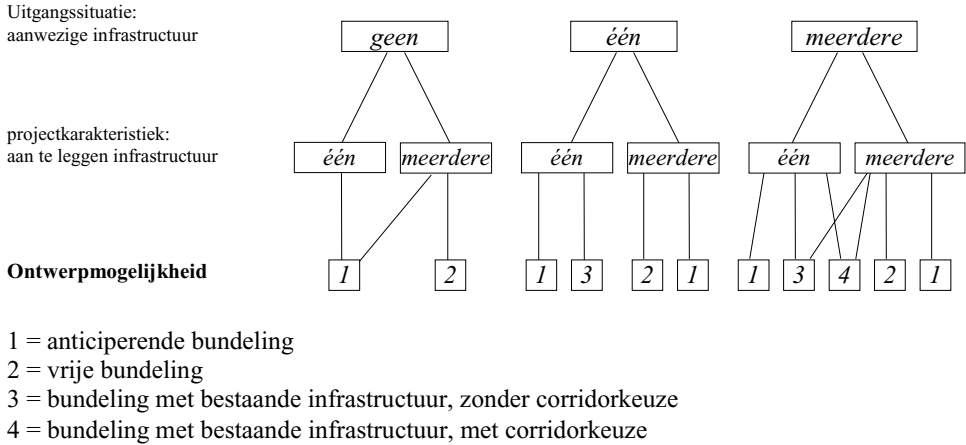 Uitgangssituatie:
aanwezige infrastructuur
geen één meerdere
projectkarakteristiek:
aan te leggen infrastructuur
één meerdere één meerdere één meerdere
Ontwerpmogelijkheid 1 2 1 3 2 1 1 3 4 2 1
1 = anticiperende bundeling
2 = vrije bundeling
3 = bundeling met bestaande infrastructuur, zonder corridorkeuze
4 = bundeling met bestaande infrastructuur, met corridorkeuze